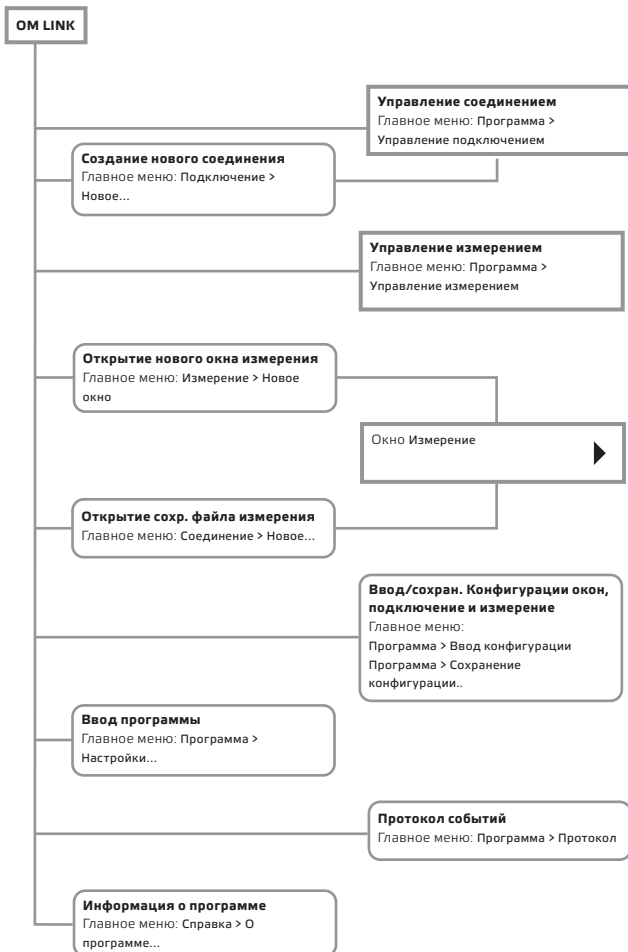 OM LINK
Управление соединением
Главное меню: Программа >
Управление подключением
Создание нового соединения
Главное меню: Подключение >
Новое...
Управление измерением
Главное меню: Программа >
Управление измерением
Открытие нового окна измерения
Главное меню: Измерение > Новое
окно
Окно Измерение
Открытие сохр. файла измерения
Главное меню: Соединение > Новое...
Ввод/сохран. Конфигурации окон,
подключение и измерение
Главное меню:
Программа > Ввод конфигурации
Программа > Сохранение
конфигурации..
Ввод программы
Главное меню: Программа >
Настройки...
Протокол событий
Главное меню: Программа > Протокол
Информация о программе
Главное меню: Справка > О
программе...